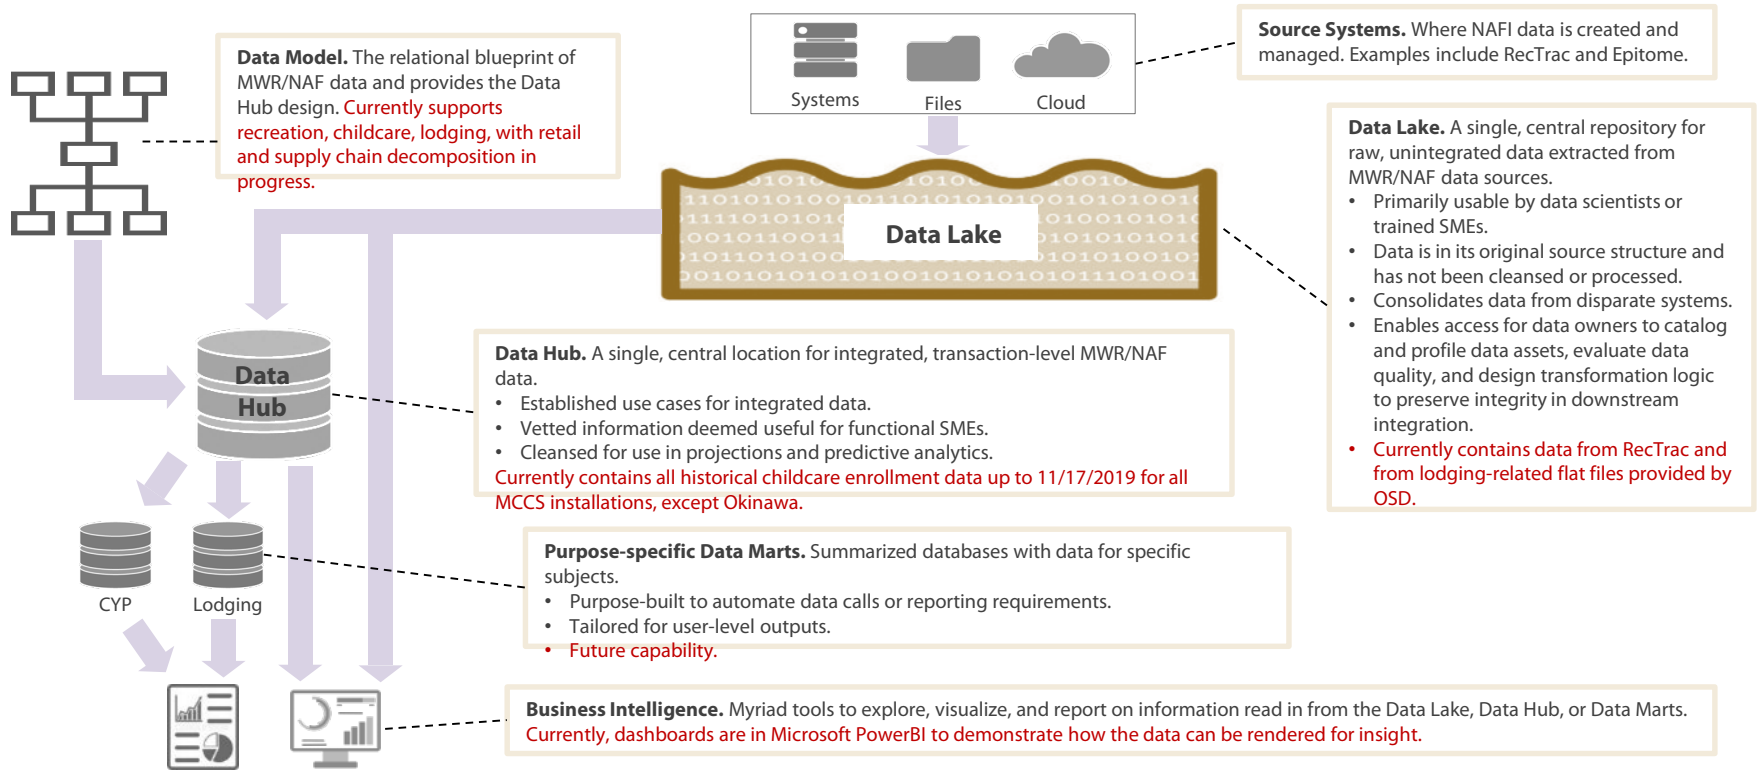 Data Model. The relational blueprint of
MWR/NAF data and provides the Data
Hub design. Currently supports
recreation, childcare, lodging, with retail
and supply chain decomposition in
progress.
Systems
Files
Cloud
Source Systems. Where NAFI data is created and
managed. Examples include RecTrac and Epitome.
Data Lake
Data Lake. A single, central repository for
raw, unintegrated data extracted from
MWR/NAF data sources.
• Primarily usable by data scientists or
trained SMEs.
• Data is in its original source structure and
has not been cleansed or processed.
• Consolidates data from disparate systems.
• Enables access for data owners to catalog
and profile data assets, evaluate data
quality, and design transformation logic
to preserve integrity in downstream
integration.
• Currently contains data from RecTrac and
from lodging-related flat files provided by
OSD.
Data
Hub
Data Hub. A single, central location for integrated, transaction-level MWR/NAF
data.
• Established use cases for integrated data.
• Vetted information deemed useful for functional SMEs.
• Cleansed for use in projections and predictive analytics.
Currently contains all historical childcare enrollment data up to 11/17/2019 for all
MCCS installations, except Okinawa.
CYP
Lodging
Purpose-specific Data Marts. Summarized databases with data for specific
subjects.
• Purpose-built to automate data calls or reporting requirements.
• Tailored for user-level outputs.
• Future capability.
Business Intelligence. Myriad tools to explore, visualize, and report on information read in from the Data Lake, Data Hub, or Data Marts.
Currently, dashboards are in Microsoft PowerBI to demonstrate how the data can be rendered for insight.